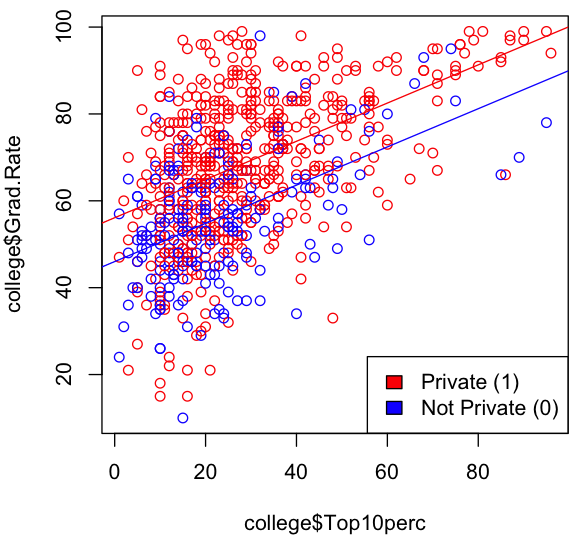 100
80
60
40
20
college$Grad.Rate
Private (1)
Not Private (0)
0 20 40 60 80
college$Top10perc